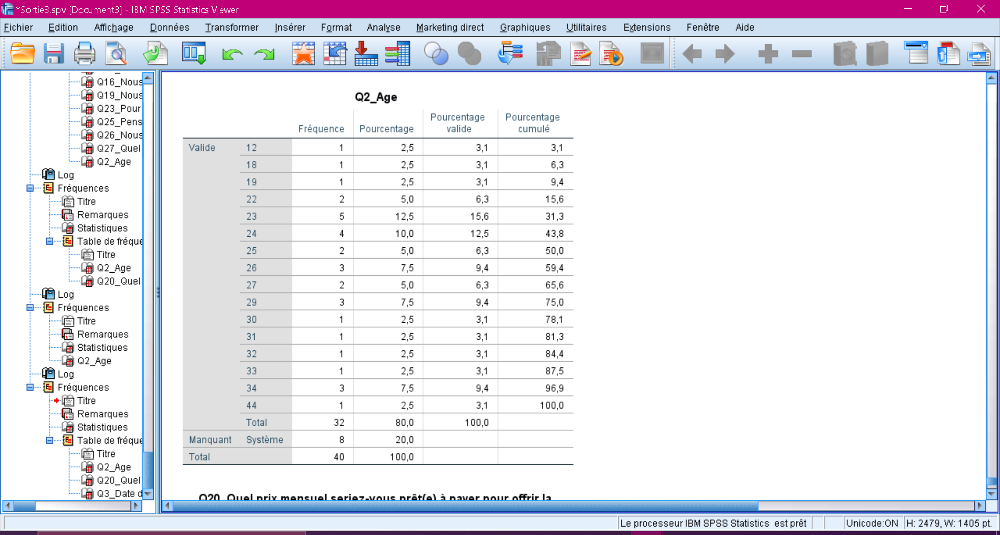 *Sortie3.spv [Document3] - IBM SPSS Statistics Viewer
Fichier Edition Affichage Données Transformer Insérer Format Analyse Marketing direct Graphiques Utilitaires Extensions Fenêtre Aide
Q16_Nous
Q19_Nous
Q23_Pour
Q25_Pens
Q26_Nous
Q27_Quel
Q2_Age
Log
Fréquences
Titre
Remarques
Statistiques
Table de fréque
Titre
Q2_Age
Q20_Quel
Log
Fréquences
Titre
Remarques
Statistiques
Q2_Age
Log
Fréquences
Titre
Remarques
Statistiques
Table de fréque
Titre
Q2_Age
Q20_Quel
Q3_Date d
Q2_Age
Fréquence Pourcentage Pourcentage valide Pourcentage cumulé
Valide 12 1 2,5 3,1 3,1
18 1 2,5 3,1 6,3
19 1 2,5 3,1 9,4
22 2 5,0 6,3 15,6
23 5 12,5 15,6 31,3
24 4 10,0 12,5 43,8
25 2 5,0 6,3 50,0
26 3 7,5 9,4 59,4
27 2 5,0 6,3 65,6
29 3 7,5 9,4 75,0
30 1 2,5 3,1 78,1
31 1 2,5 3,1 81,3
32 1 2,5 3,1 84,4
33 1 2,5 3,1 87,5
34 3 7,5 9,4 96,9
44 1 2,5 3,1 100,0
Total 32 80,0 100,0
Manquant Système 8 20,0
Total 40 100,0
Q20 Quel prix mensuel seriez-vous prêt(e) à payer pour offrir la
Le processeur IBM SPSS Statistics est prêt Unicode:ON H: 2479, W: 1405 pt.